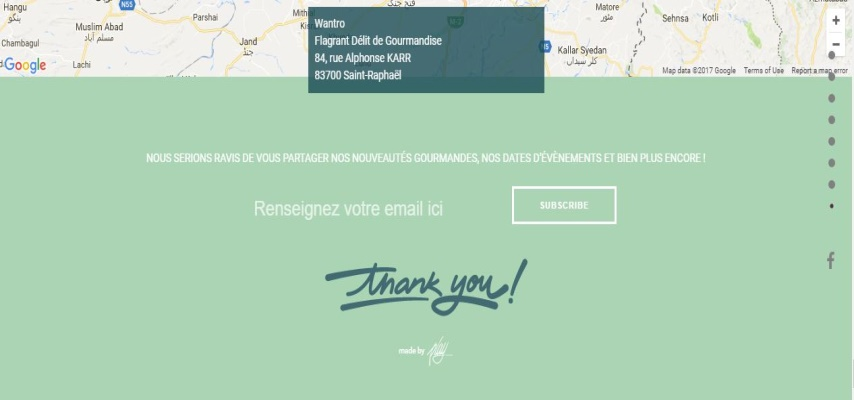 Hangu
ہنگو
N55
Parshai
Muslim Abad
مسلم آباد
Chambagul
Jand
جنڈ
Lachi
Google
Wantro
Flagrant Délit de Gourmandise
84, rue Alphonse KARR
83700 Saint-Raphaël
فتح جنگ
Matore
مٹور
Sehnsa
Kotli
Kallar Syedan
کلر سیداں
+
−
Map data ©2017 Google Terms of Use Report a map error
NOUS SERIONS RAVIS DE VOUS PARTAGER NOS NOUVEAUTÉS GOURMANDES, NOS DATES D'ÉVÈNEMENTS ET BIEN PLUS ENCORE !
Renseignez votre email ici SUBSCRIBE
thank you!
made by